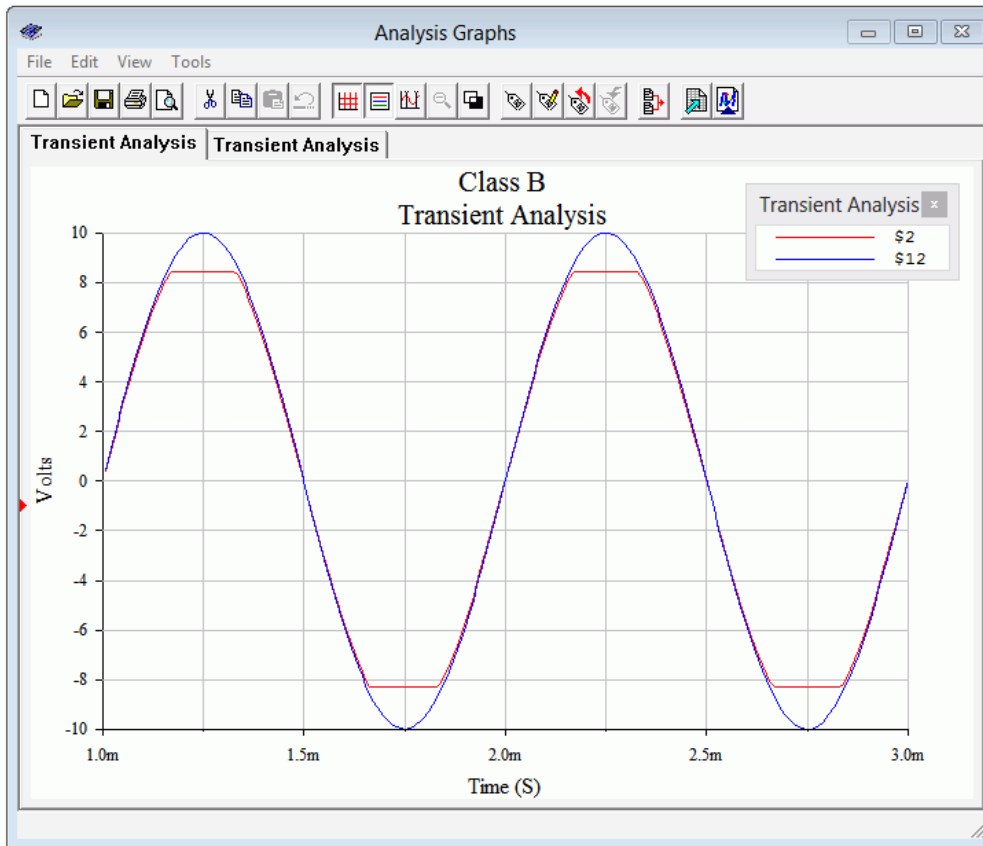 Analysis Graphs
File Edit View Tools
Transient Analysis Transient Analysis
Class B
Transient Analysis
Transient Analysis x
$2
$12
10
8
6
4
2
0
-2
-4
-6
-8
-10
Volts
1.0m 1.5m 2.0m 2.5m 3.0m
Time (S)